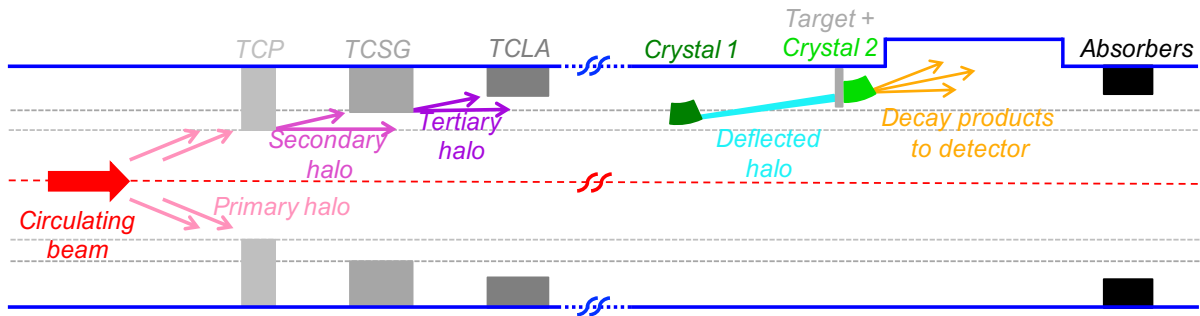 TCP
TCSG
TCLA
Crystal 1
Target +
Crystal 2
Absorbers
Secondary
halo
Tertiary
halo
Deflected
halo
Decay products
to detector
Primary halo
Circulating
beam